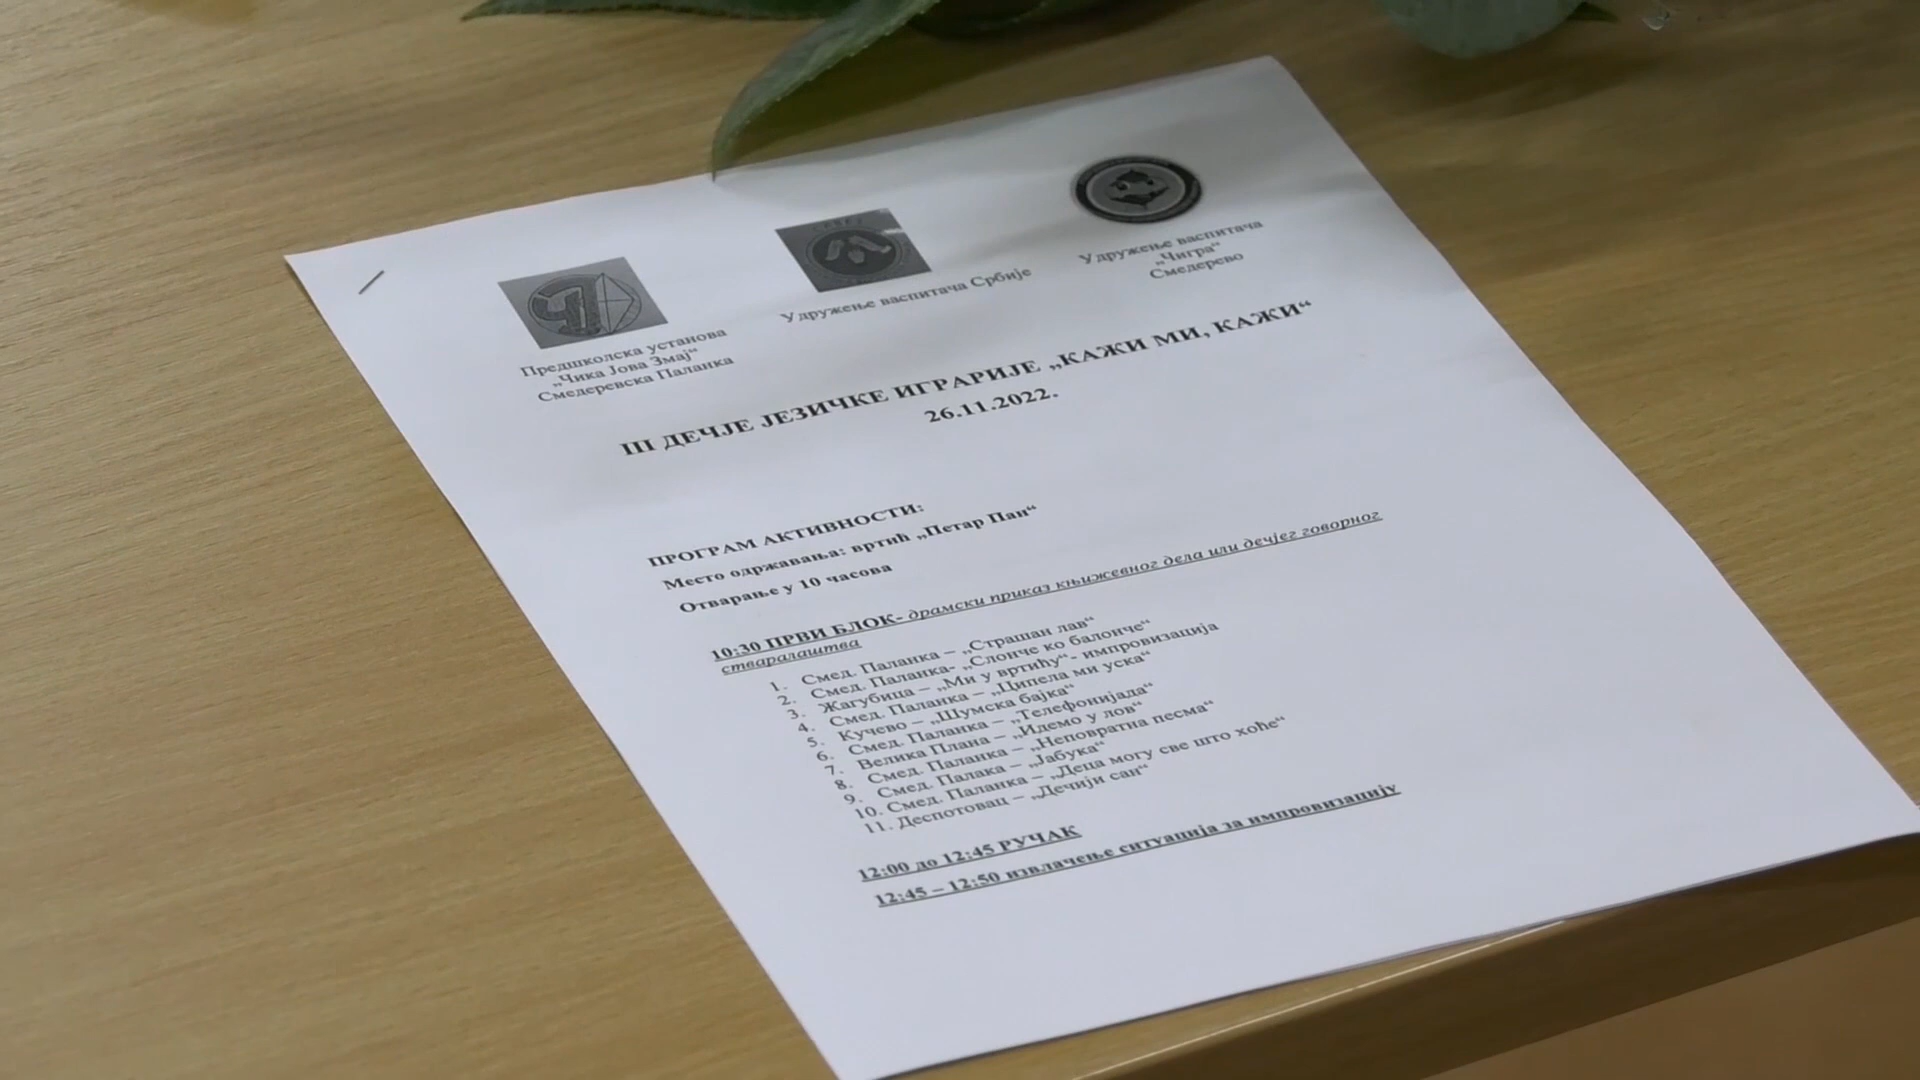 Предшколска установа
„Чика Јова Змај“
Смедеревска Паланка
Удружење васпитача Србије
Удружење васпитача
„Чигра“
Смедерево
III ДЕЧЈЕ ЈЕЗИЧКЕ ИГРАРИЈЕ „КАЖИ МИ, КАЖИ“
26.11.2022.
ПРОГРАМ АКТИВНОСТИ:
Место одржавања: вртић „Петар Пан“
Отварање у 10 часова
10:30 ПРВИ БЛОК- драмски приказ књижевног дела или дечјег говорног
стваралаштва
1. Смед. Паланка – „Страшан лав“
2. Смед. Паланка- „Слонче ко балонче“
3. Жагубица – „Ми у вртићу“- импровизација
4. Смед. Паланка – „Ципела ми уска“
5. Кучево – „Шумска бајка“
6. Смед. Паланка – „Телефонијада“
7. Велика Плана – „Идемо у лов“
8. Смед. Паланка – „Неповратна песма“
9. Смед. Палака – „Јабука“
10. Смед. Паланка – „Деца могу све што хоће“
11. Деспотовац – „Дечији сан“
12:00 до 12:45 РУЧАК
12:45 – 12:50 извлачење ситуација за импровизацију